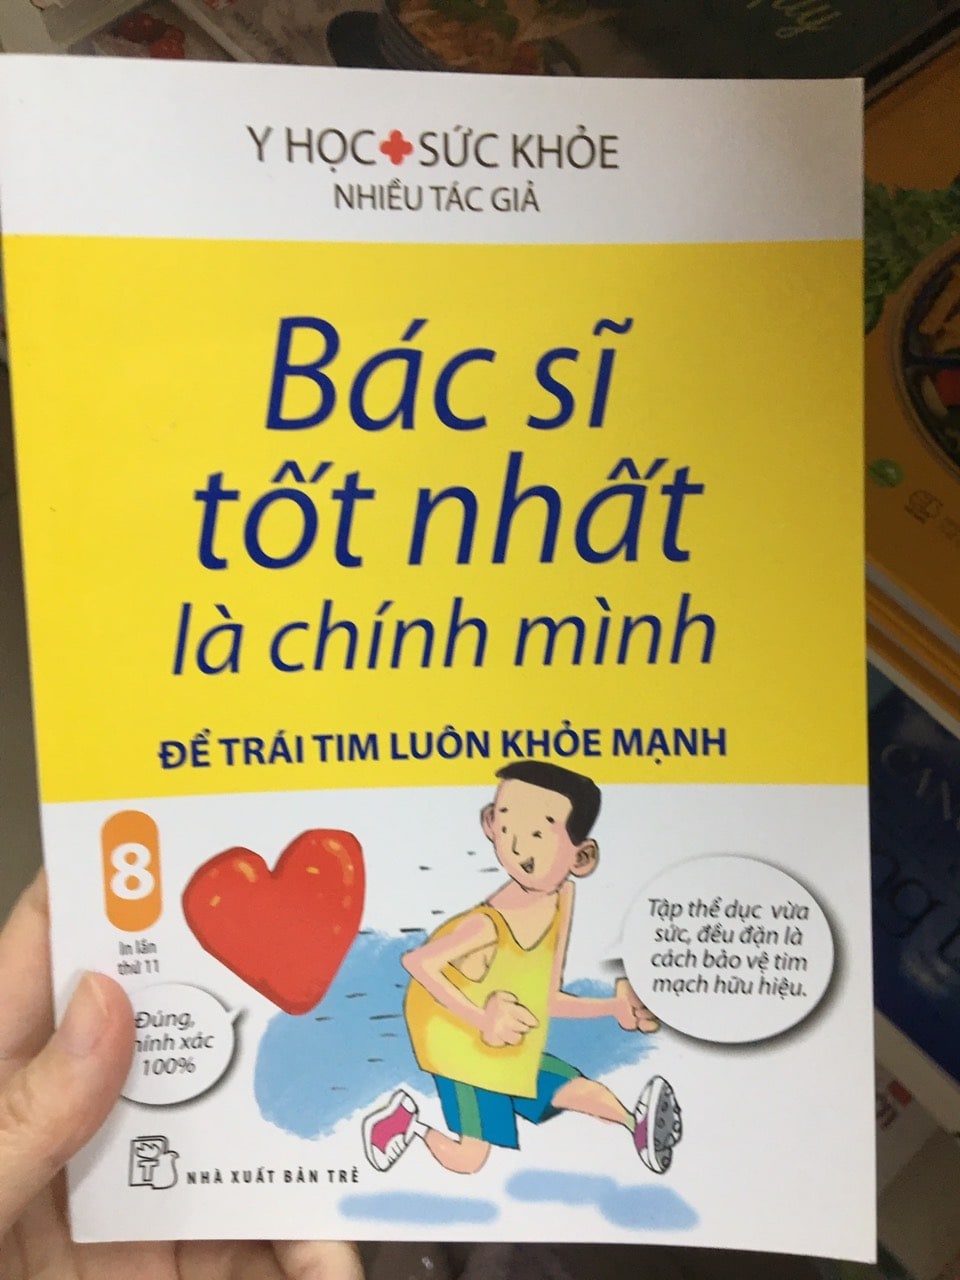 Y HỌC SỨC KHỎE
NHIỀU TÁC GIẢ
Bác sĩ
tốt nhất
là chính mình
ĐỂ TRÁI TIM LUÔN KHỎE MẠNH
8
In lần
thứ 11
Tập thể dục vừa
sức, đều đặn là
cách bảo vệ tim
mạch hữu hiệu.
Đúng,
hính xác
100%
NHÀ XUẤT BẢN TRẺ